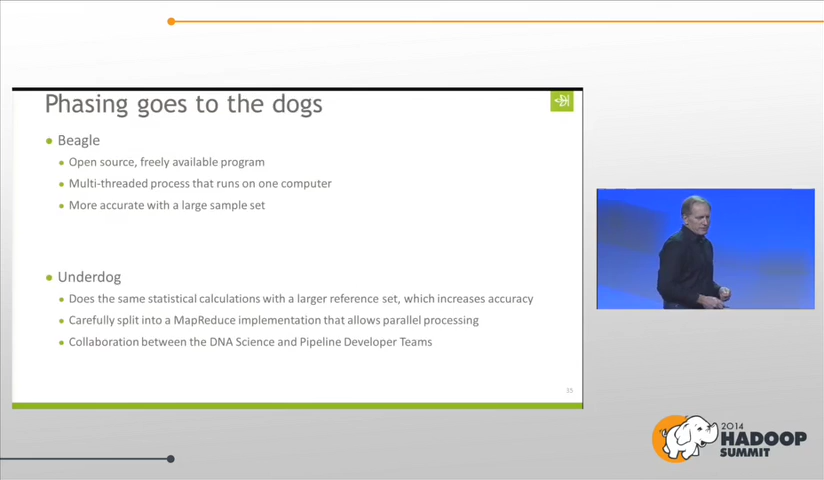 Phasing goes to the dogs
Beagle
Open source, freely available program
Multi-threaded process that runs on one computer
More accurate with a large sample set
Underdog
Does the same statistical calculations with a larger reference set, which increases accuracy
Carefully split into a MapReduce implementation that allows parallel processing
Collaboration between the DNA Science and Pipeline Developer Teams
35
2014
HADOOP
SUMMIT